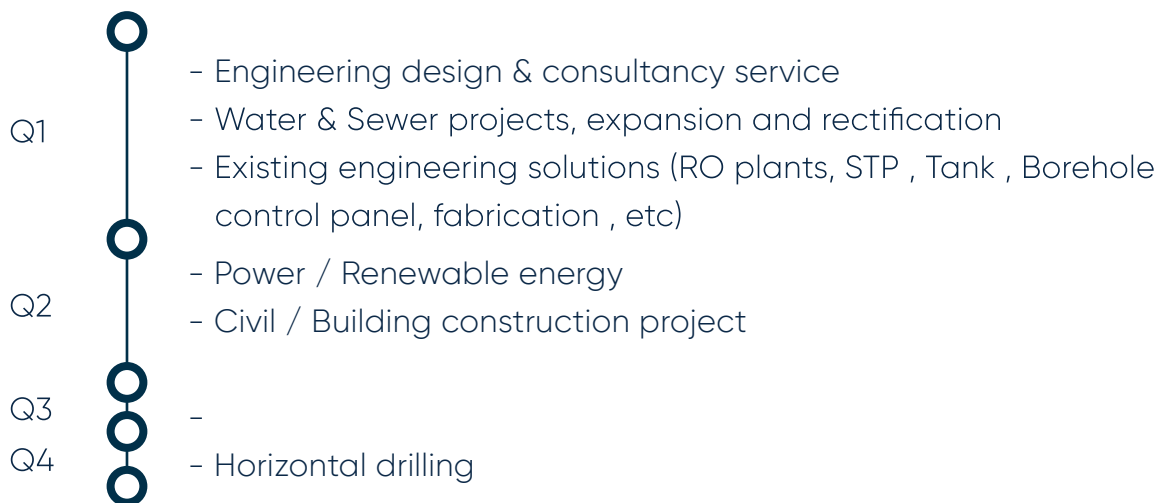 - Engineering design & consultancy service
Q1
- Water & Sewer projects, expansion and rectification
- Existing engineering solutions (RO plants, STP , Tank , Borehole
control panel, fabrication , etc)
Q2
- Power / Renewable energy
- Civil / Building construction project
Q3
-
Q4
- Horizontal drilling